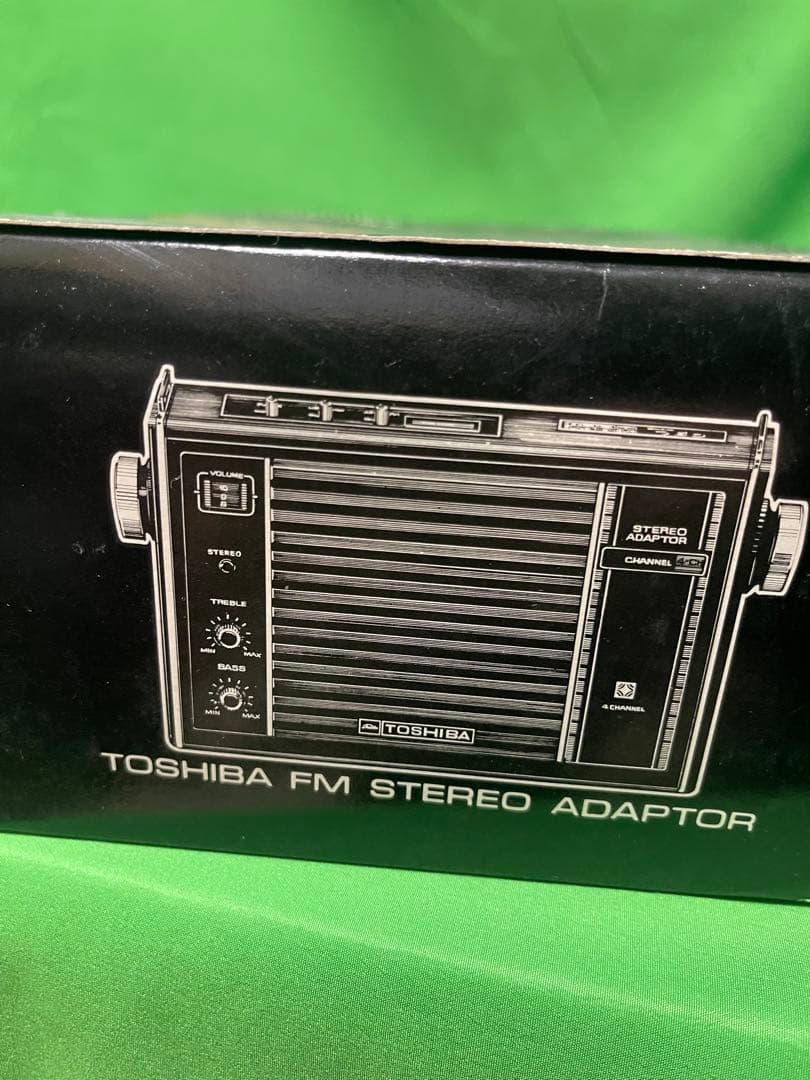 VOLUME
STEREO
TREBLE
MIN MAX
BASS
MIN MAX
TOSHIBA
STEREO
ADAPTOR
CHANNEL
4 CHANNEL
TOSHIBA FM STEREO ADAPTOR